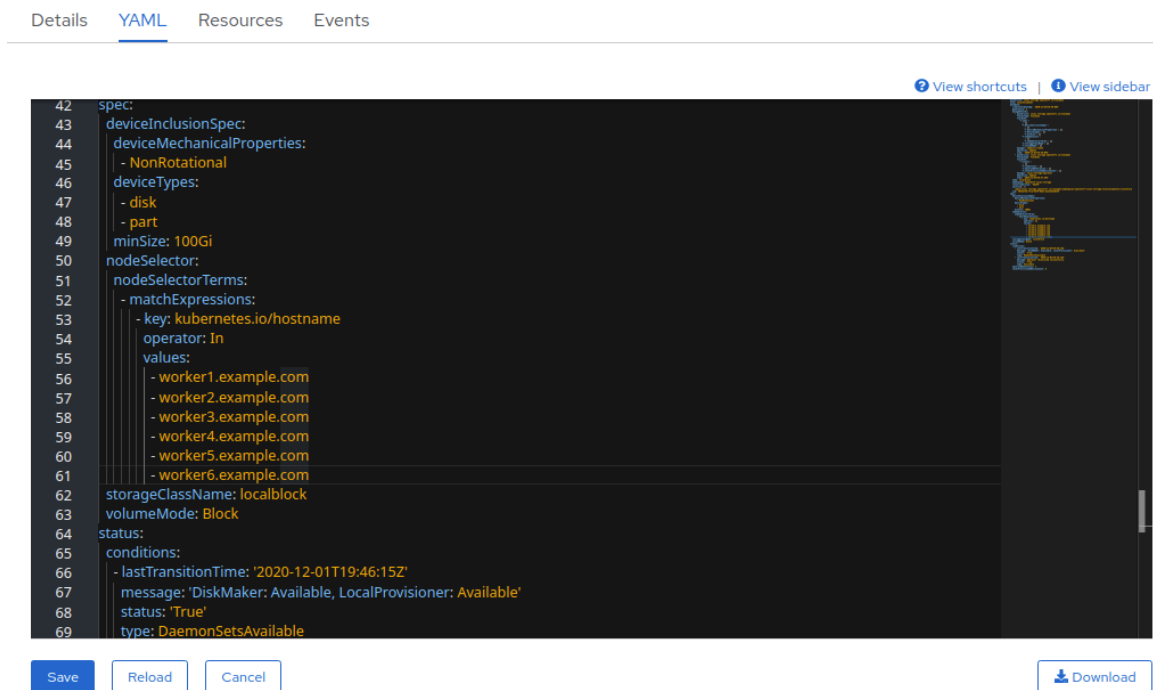 Details YAML Resources Events
View shortcuts | View sidebar
42 spec:
43 deviceInclusionSpec:
44 deviceMechanicalProperties:
45 - NonRotational
46 deviceTypes:
47 - disk
48 - part
49 minSize: 100Gi
50 nodeSelector:
51 nodeSelectorTerms:
52 - matchExpressions:
53 - key: kubernetes.io/hostname
54 operator: In
55 values:
56 - worker1.example.com
57 - worker2.example.com
58 - worker3.example.com
59 - worker4.example.com
60 - worker5.example.com
61 - worker6.example.com
62 storageClassName: localblock
63 volumeMode: Block
64 status:
65 conditions:
66 - lastTransitionTime: '2020-12-01T19:46:15Z'
67 message: 'DiskMaker: Available, LocalProvisioner: Available'
68 status: 'True'
69 type: DaemonSetsAvailable
Save Reload Cancel Download